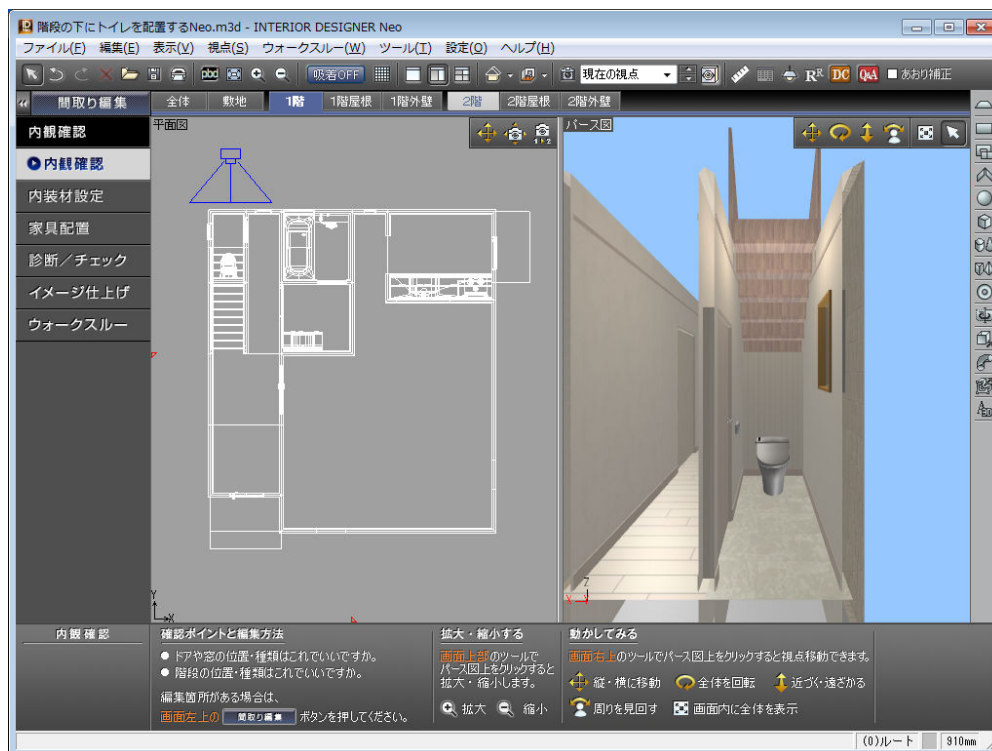 階段の下にトイレを配置するNeo.m3d - INTERIOR DESIGNER Neo
ファイル(F) 編集(E) 表示(V) 視点(S) ウォークスルー(W) ツール(T) 設定(O) ヘルプ(H)
abc 吸着OFF 現在の視点 RR DC Q&A あおり補正
間取り編集 全体 敷地 1階 1階屋根 1階外壁 2階 2階屋根 2階外壁
内観確認
内観確認
内装材設定
家具配置
診断／チェック
イメージ仕上げ
ウォークスルー
平面図
パース図
Y
X
Z
X Y
内観確認
確認ポイントと編集方法
● ドアや窓の位置・種類はこれでいいですか。
● 階段の位置・種類はこれでいいですか。
編集箇所がある場合は、
画面左上の 間取り編集 ボタンを押してください。
拡大・縮小する
画面上部のツールで
パース図上をクリックすると
拡大・縮小します。
拡大 縮小
動かしてみる
画面右上のツールでパース図上をクリックすると視点移動できます。
縦・横に移動 全体を回転 近づく・遠ざかる
周りを見回す 画面内に全体を表示
(0)ルート 910mm